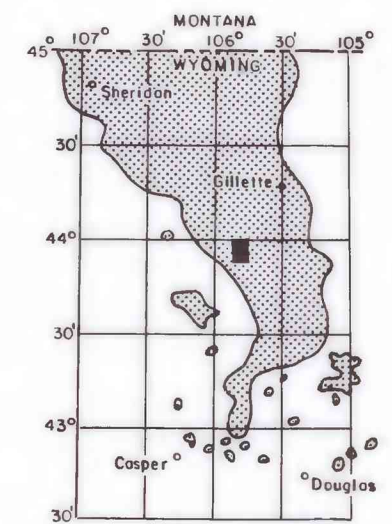 MONTANA
45° 107° 30' 106° 30' 105°
WYOMING
Sheridan
30'
Gillette
44°
30'
43°
Casper
Douglas
30'